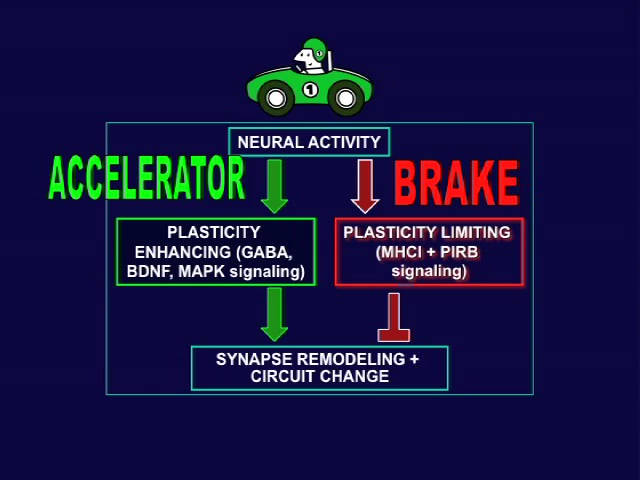 1
NEURAL ACTIVITY
ACCELERATOR
BRAKE
PLASTICITY
ENHANCING (GABA,
BDNF, MAPK signaling)
PLASTICITY LIMITING
(MHCI + PIRB
signaling)
SYNAPSE REMODELING +
CIRCUIT CHANGE